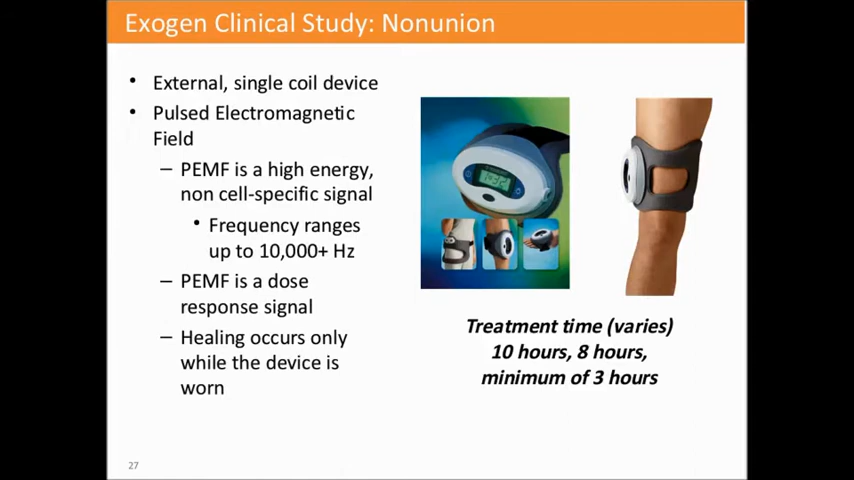 Exogen Clinical Study: Nonunion
• External, single coil device
• Pulsed Electromagnetic
Field
– PEMF is a high energy,
non cell-specific signal
• Frequency ranges
up to 10,000+ Hz
– PEMF is a dose
response signal
– Healing occurs only
while the device is
worn
Treatment time (varies)
10 hours, 8 hours,
minimum of 3 hours
27